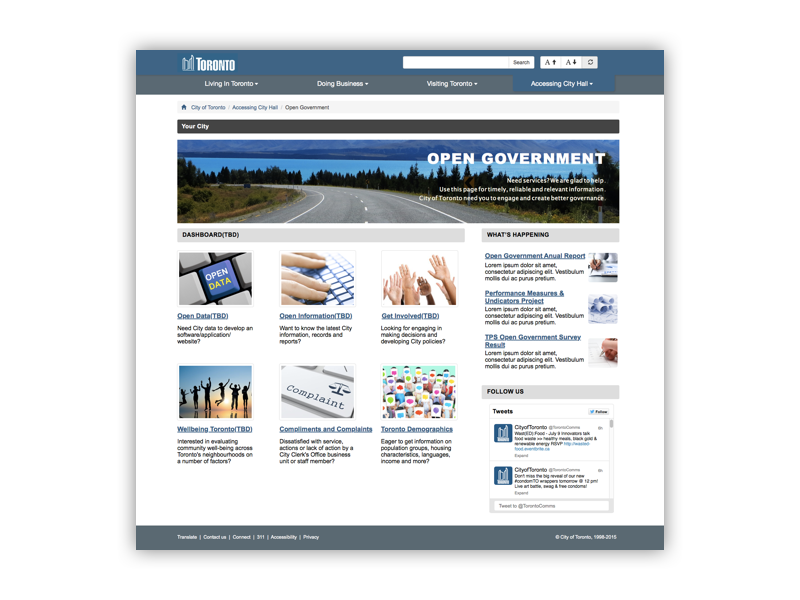 TORONTO
Search
A A
Living In Toronto
Doing Business
Visiting Toronto
Accessing City Hall
City of Toronto / Accessing City Hall / Open Government
Your City
OPEN GOVERNMENT
Need services? We are glad to help.
Use this page for timely, reliable and relevant information.
City of Toronto need you to engage and create better governance.
DASHBOARD(TBD)
OPEN
DATA
Open Data(TBD)
Need City data to develop an
software/application/
website?
Open Information(TBD)
Want to know the latest City
information, records and
reports?
Get Involved(TBD)
Looking for engaging in
making decisions and
developing City policies?
Wellbeing Toronto(TBD)
Interested in evaluating
community well-being across
Toronto's neighbourhoods on
a number of factors?
Complaint
Compliments and Complaints
Dissatisfied with service,
actions or lack of action by a
City Clerk's Office business
unit or staff member?
Toronto Demographics
Eager to get information on
population groups, housing
characteristics, languages,
income and more?
WHAT'S HAPPENING
Open Government Anual Report
Lorem ipsum dolor sit amet,
consectetur adipiscing elit. Vestibulum
mollis dui ac purus pretium.
Performance Measures &
Undicators Project
Lorem ipsum dolor sit amet,
consectetur adipiscing elit. Vestibulum
mollis dui ac purus pretium.
TPS Open Government Survey
Result
Lorem ipsum dolor sit amet,
consectetur adipiscing elit. Vestibulum
mollis dui ac purus pretium.
FOLLOW US
Tweets
Follow
CityofToronto @TorontoComms
Wast(ED) Food - July 9 innovators talk
food waste >> healthy meals, black gold &
renewable energy RSVP http://wasted-
food.eventbrite.ca
Expand
CityofToronto @TorontoComms
Don't miss the big reveal of our new
#condomTO wrappers tomorrow @ 12 pm!
Live art battle, swag & free condoms!
Expand
Tweet to @TorontoComms
Translate | Contact us | Connect | 311 | Accessibility | Privacy
© City of Toronto, 1998-2015